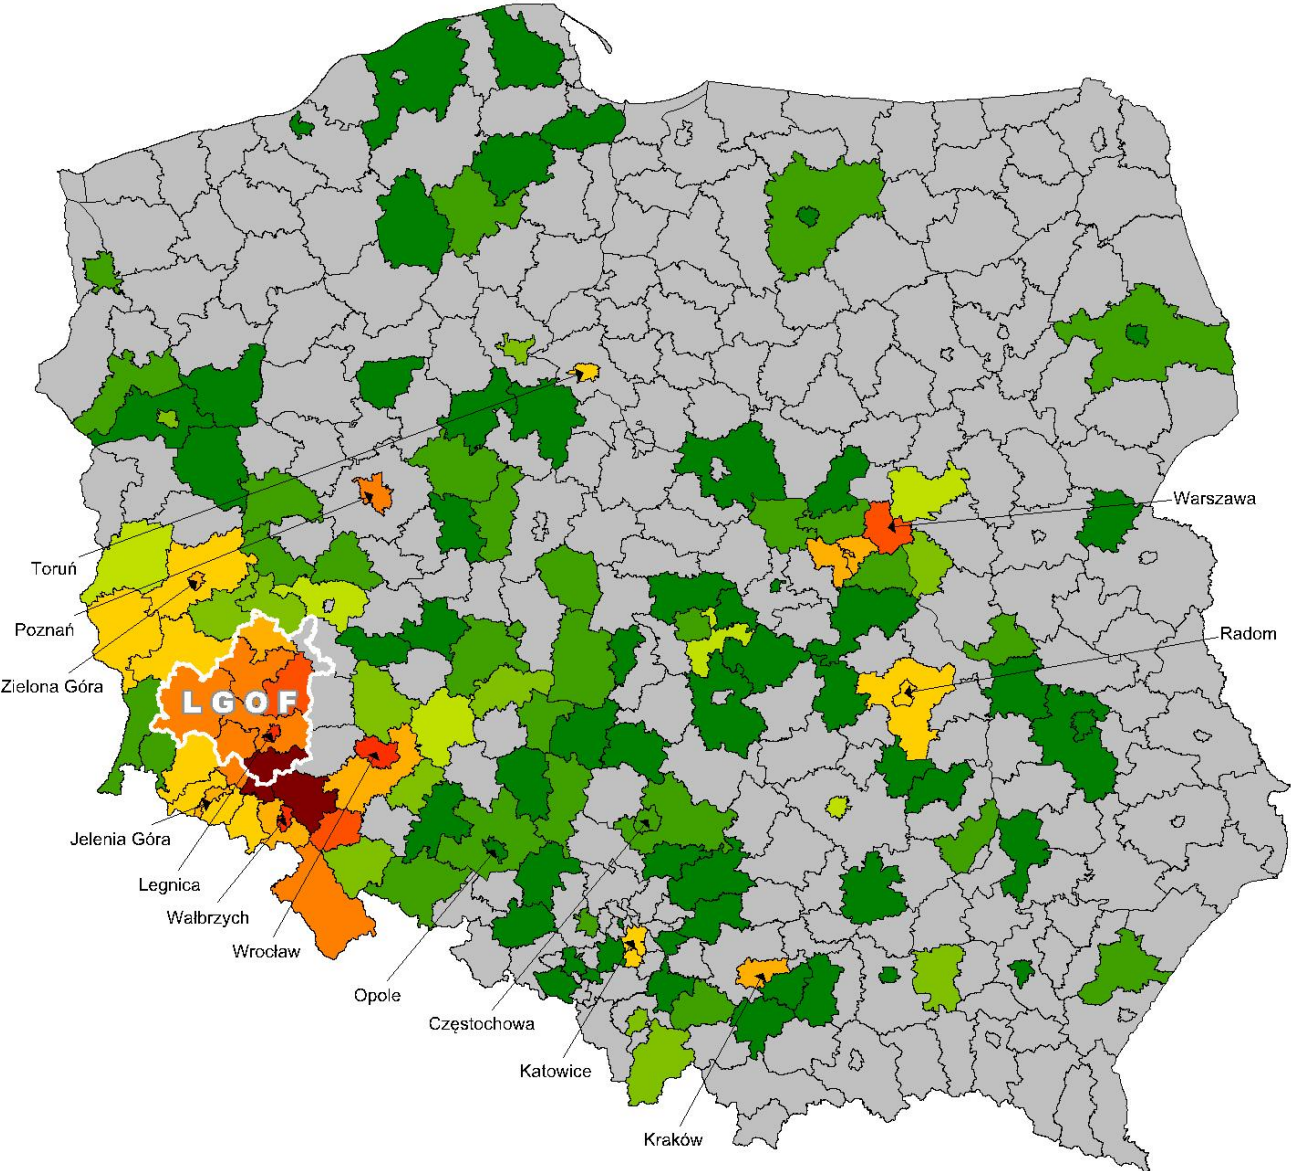 Warszawa
Toruń
Poznań
Radom
Zielona Góra
LGOF
Jelenia Góra
Legnica
Wałbrzych
Wrocław
Opole
Częstochowa
Katowice
Kraków